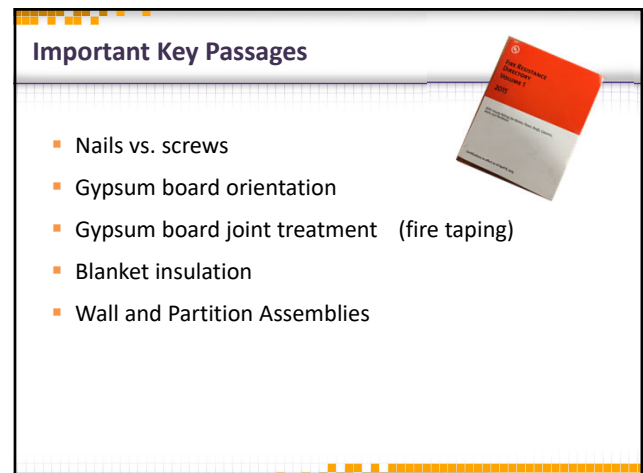 Important Key Passages
FIRE RESISTANCE
DIRECTORY
VOLUME 1
2015
Nails vs. screws
Gypsum board orientation
Gypsum board joint treatment (fire taping)
Blanket insulation
Wall and Partition Assemblies